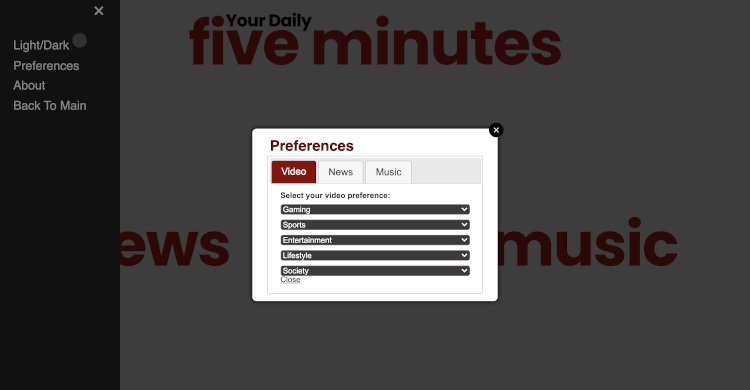 Light/Dark
Preferences
About
Back To Main
Your Daily
five minutes
ews
music
Preferences
Video
News
Music
Select your video preference:
Gaming
Sports
Entertainment
Lifestyle
Society
Close